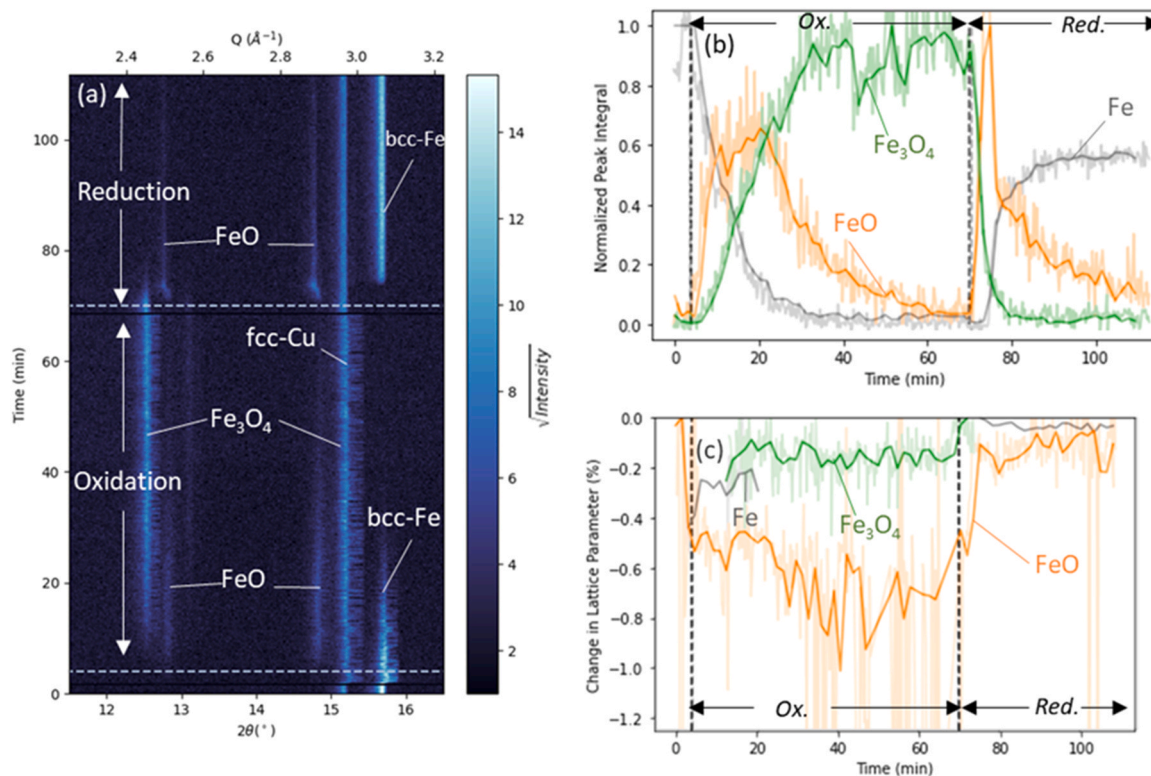 Q (Å⁻¹)
2.4 2.6 2.8 3.0 3.2
(a)
bcc-Fe
Reduction
FeO
fcc-Cu
Fe₃O₄
Oxidation
bcc-Fe
FeO
0 20 40 60 80 100
Time (min)
12 13 14 15 16
2θ(°)
2 4 6 8 10 12 14
√Intensity
(b)
Ox.
Red.
Fe
Fe₃O₄
FeO
0.0 0.2 0.4 0.6 0.8 1.0
Normalized Peak Integral
0 20 40 60 80 100
Time (min)
(c)
Fe
Fe₃O₄
FeO
Ox.
Red.
0.0 -0.2 -0.4 -0.6 -0.8 -1.0 -1.2
Change in Lattice Parameter (%)
0 20 40 60 80 100
Time (min)